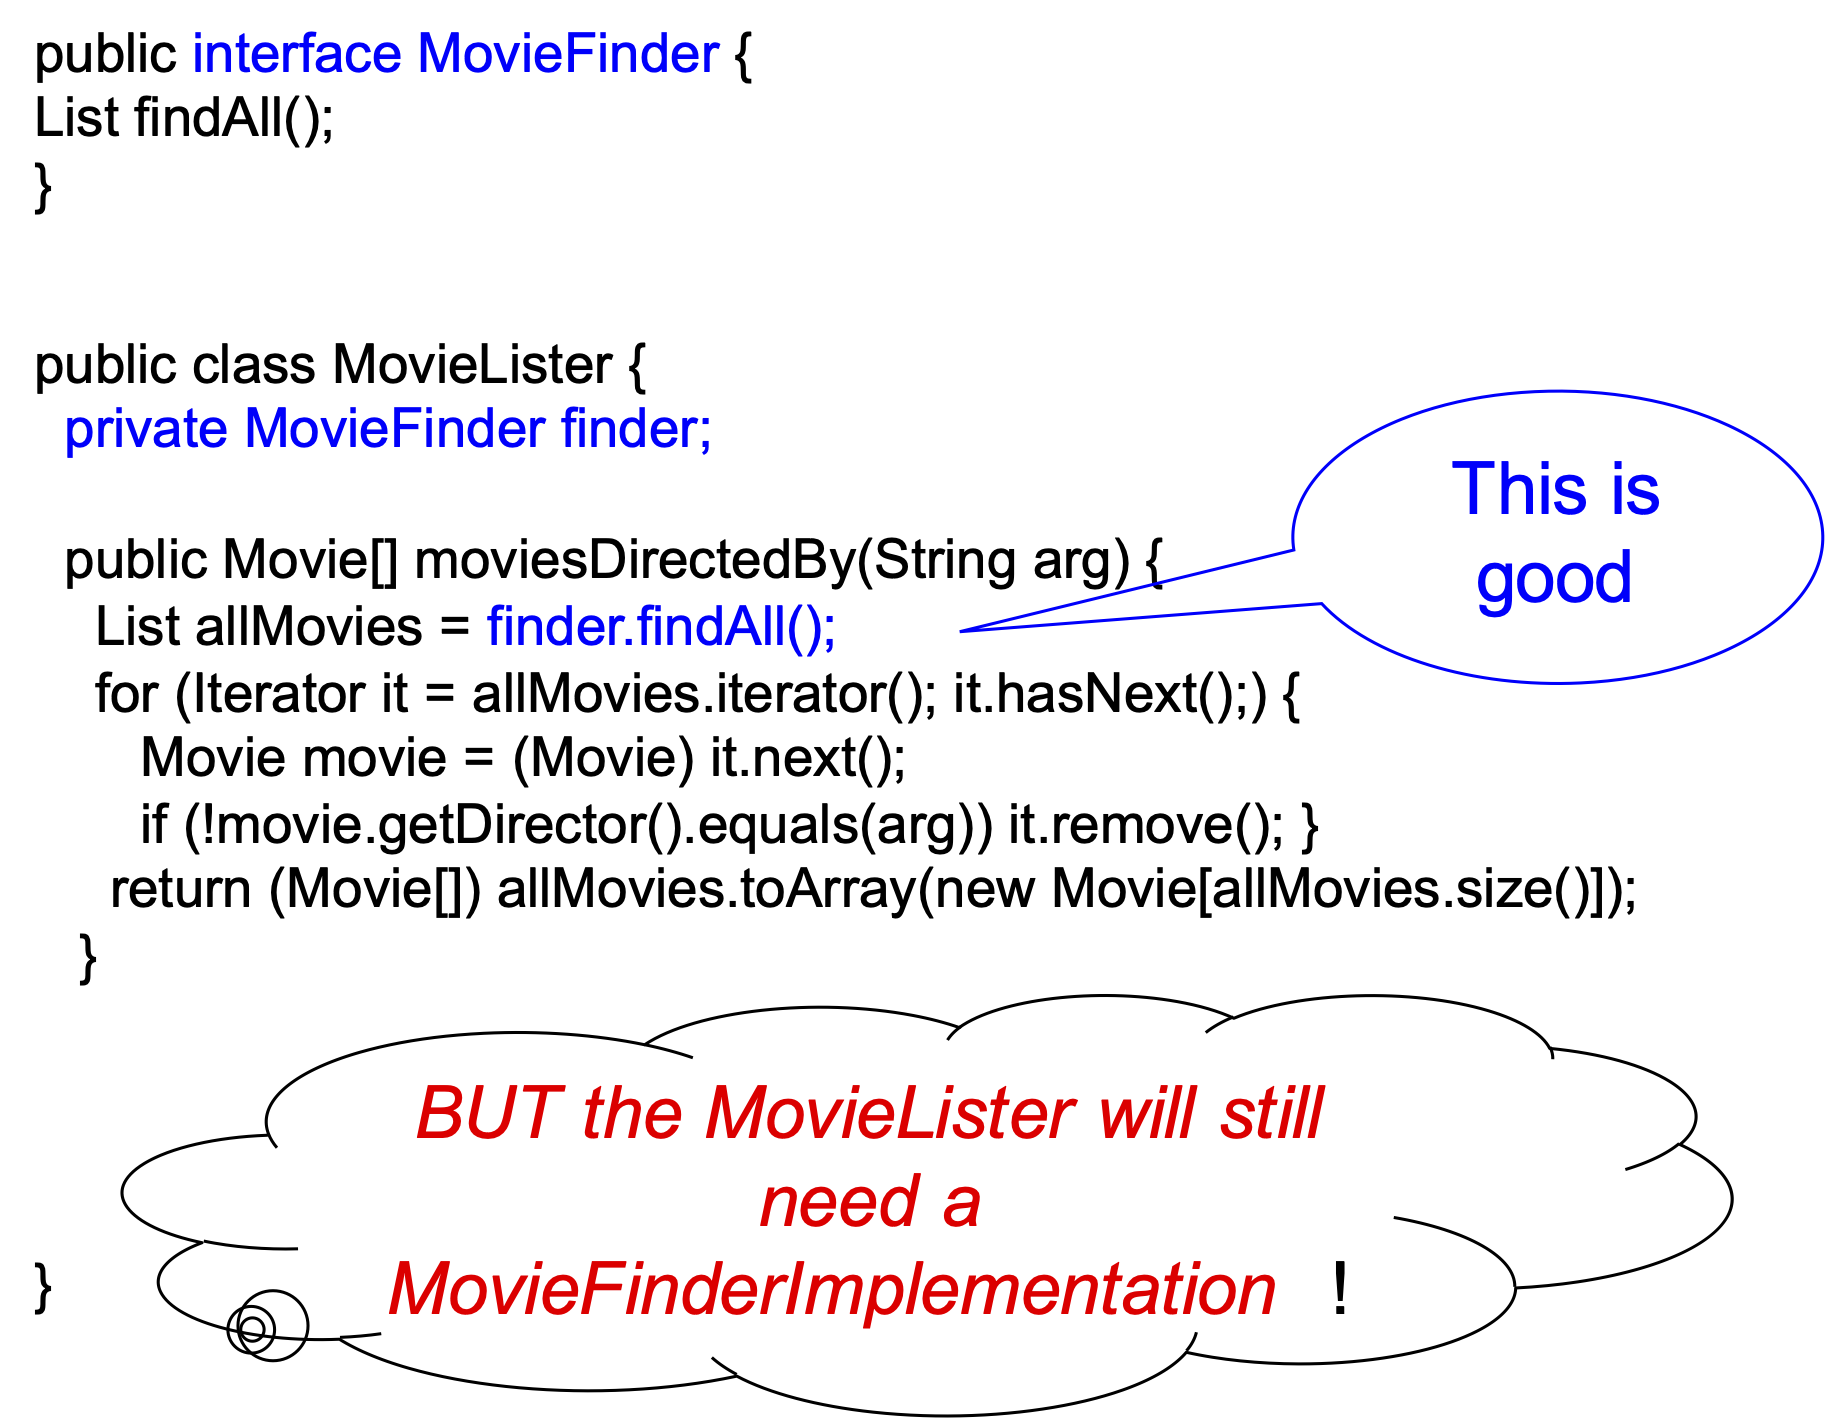 public interface MovieFinder {
List findAll();
}
public class MovieLister {
private MovieFinder finder;
public Movie[] moviesDirectedBy(String arg) {
List allMovies = finder.findAll();
for (Iterator it = allMovies.iterator(); it.hasNext();) {
Movie movie = (Movie) it.next();
if (!movie.getDirector().equals(arg)) it.remove(); }
return (Movie[]) allMovies.toArray(new Movie[allMovies.size()]);
}
}
This is
good
BUT the MovieLister will still
need a
MovieFinderImplementation !